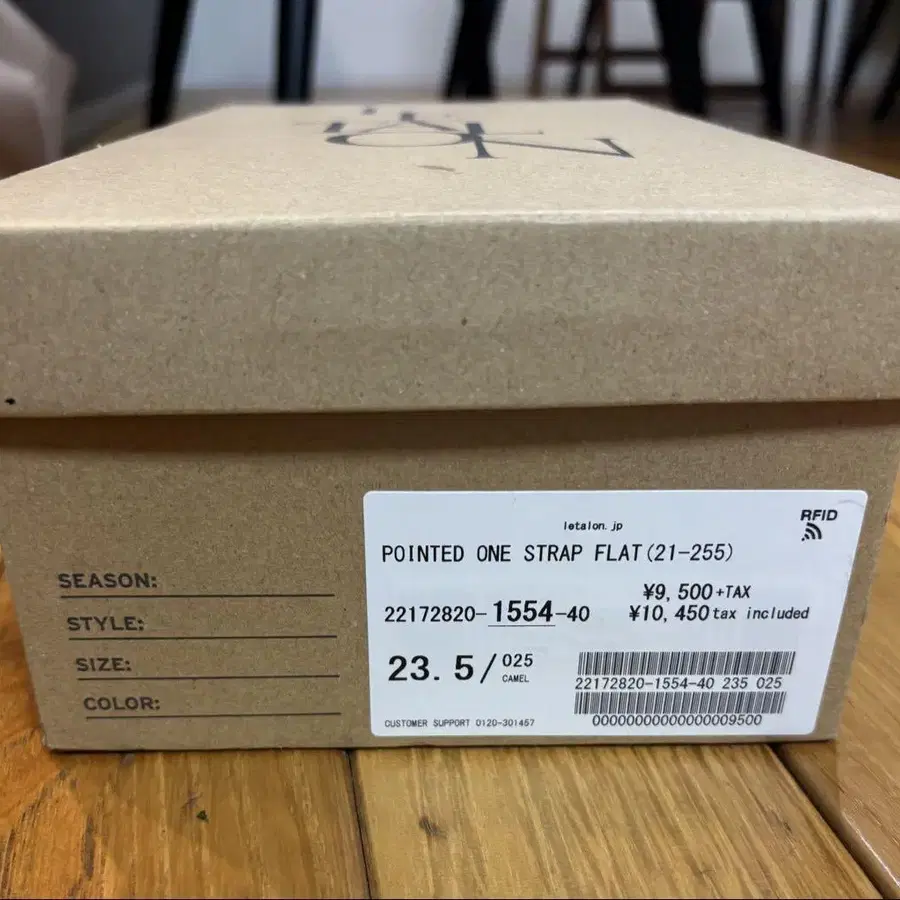 SEASON:
STYLE:
SIZE:
COLOR:
letalon.jp
RFID
POINTED ONE STRAP FLAT(21-255)
¥9,500+TAX
22172820-1554-40
¥10,450 tax included
23.5/025
CAMEL
22172820-1554-40 235 025
00000000000000009500
CUSTOMER SUPPORT 0120-301457